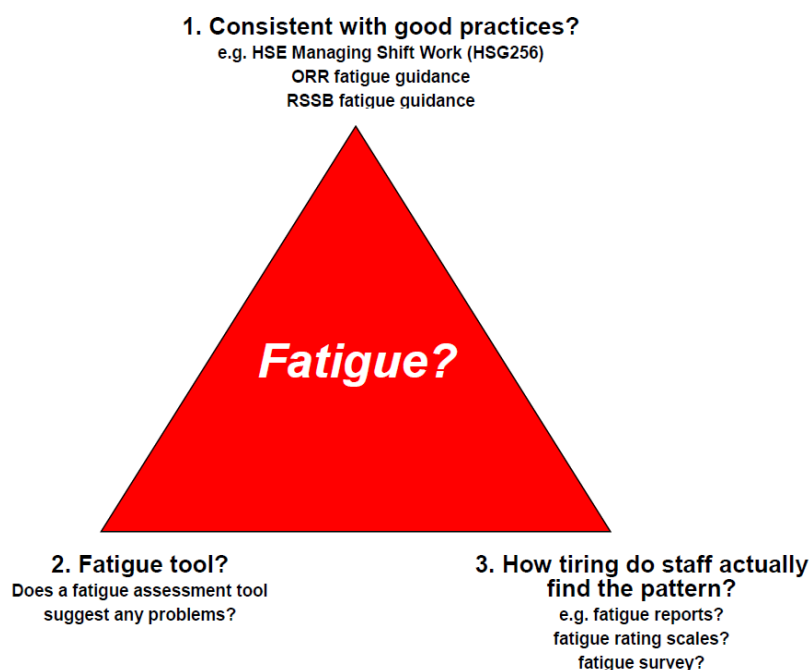 1. Consistent with good practices?
e.g. HSE Managing Shift Work (HSG256)
ORR fatigue guidance
RSSB fatigue guidance
Fatigue?
2. Fatigue tool?
Does a fatigue assessment tool
suggest any problems?
3. How tiring do staff actually
find the pattern?
e.g. fatigue reports?
fatigue rating scales?
fatigue survey?